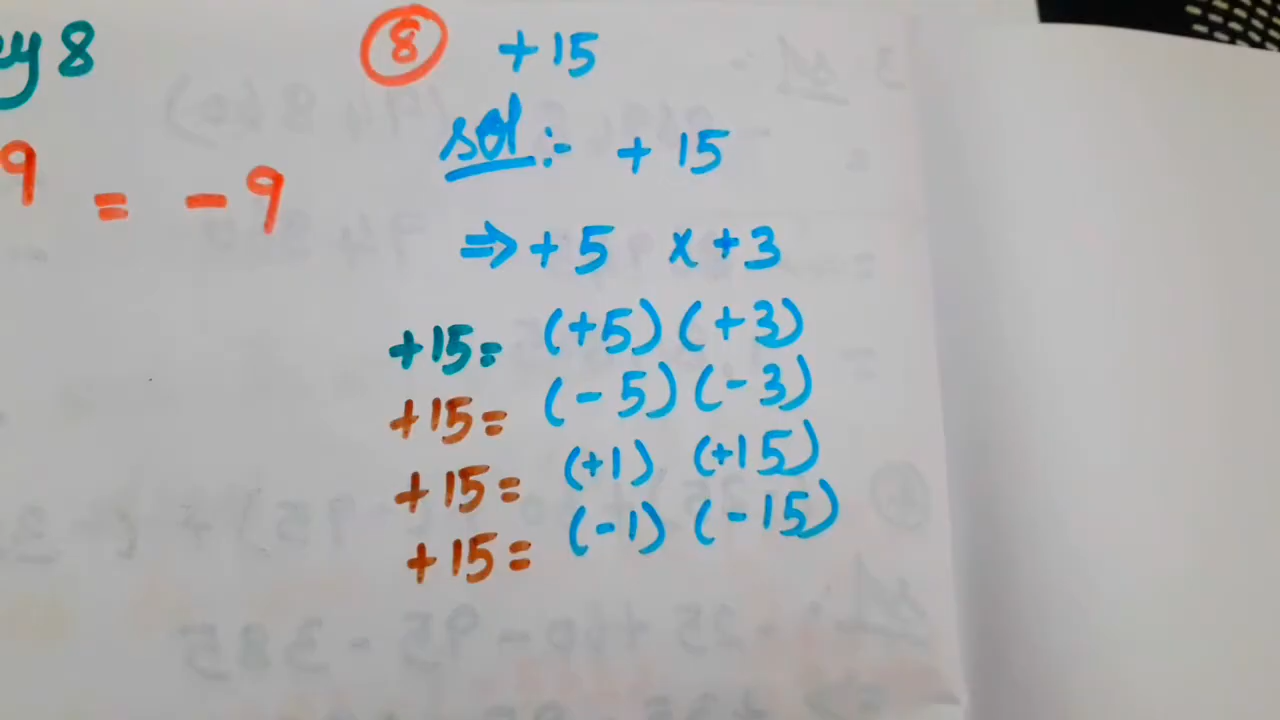 y 8
9 = - 9
8 +15
sol:- +15
⇒ +5 x +3
+15= (+5) (+3)
+15= (-5) (-3)
+15= (+1) (+15)
+15= (-1) (-15)